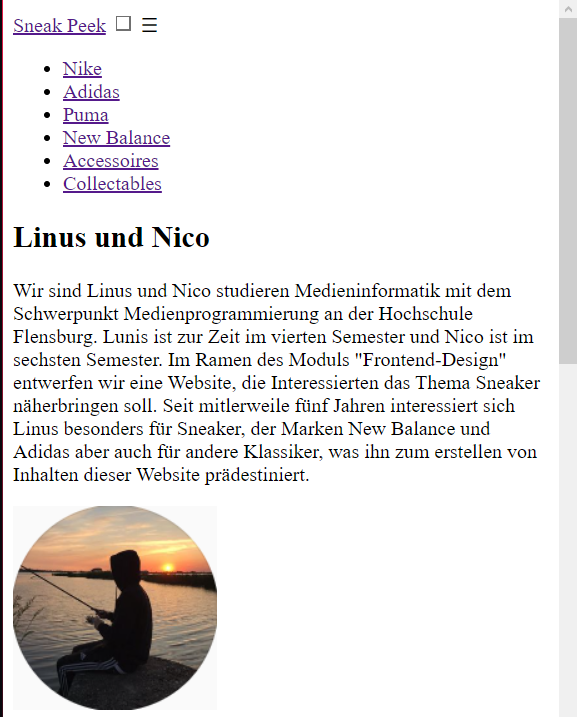 Sneak Peek ☐ ☰
Nike
Adidas
Puma
New Balance
Accessoires
Collectables
Linus und Nico
Wir sind Linus und Nico studieren Medieninformatik mit dem
Schwerpunkt Medienprogrammierung an der Hochschule
Flensburg. Lunis ist zur Zeit im vierten Semester und Nico ist im
sechsten Semester. Im Ramen des Moduls "Frontend-Design"
entwerfen wir eine Website, die Interessierten das Thema Sneaker
näherbringen soll. Seit mitlerweile fünf Jahren interessiert sich
Linus besonders für Sneaker, der Marken New Balance und
Adidas aber auch für andere Klassiker, was ihn zum erstellen von
Inhalten dieser Website prädestiniert.